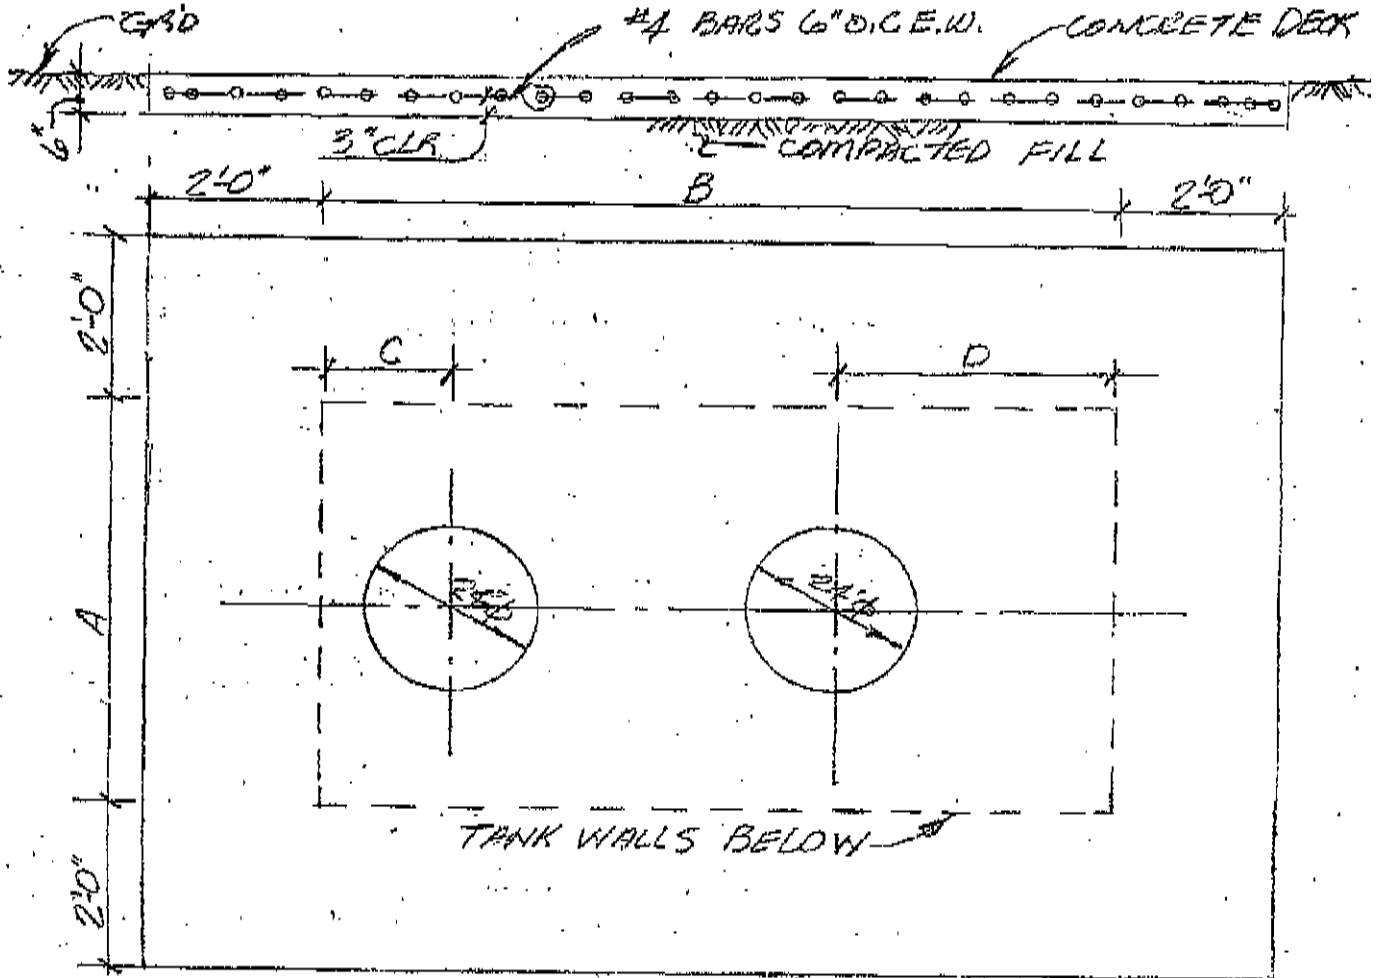 GRD
#4 BARS 6" O.C E.W.
CONCRETE DECK
6"
3" CLR
COMPACTED FILL
2'-0"
B
2'0"
2'-0"
C
D
A
TANK WALLS BELOW
2'-0"